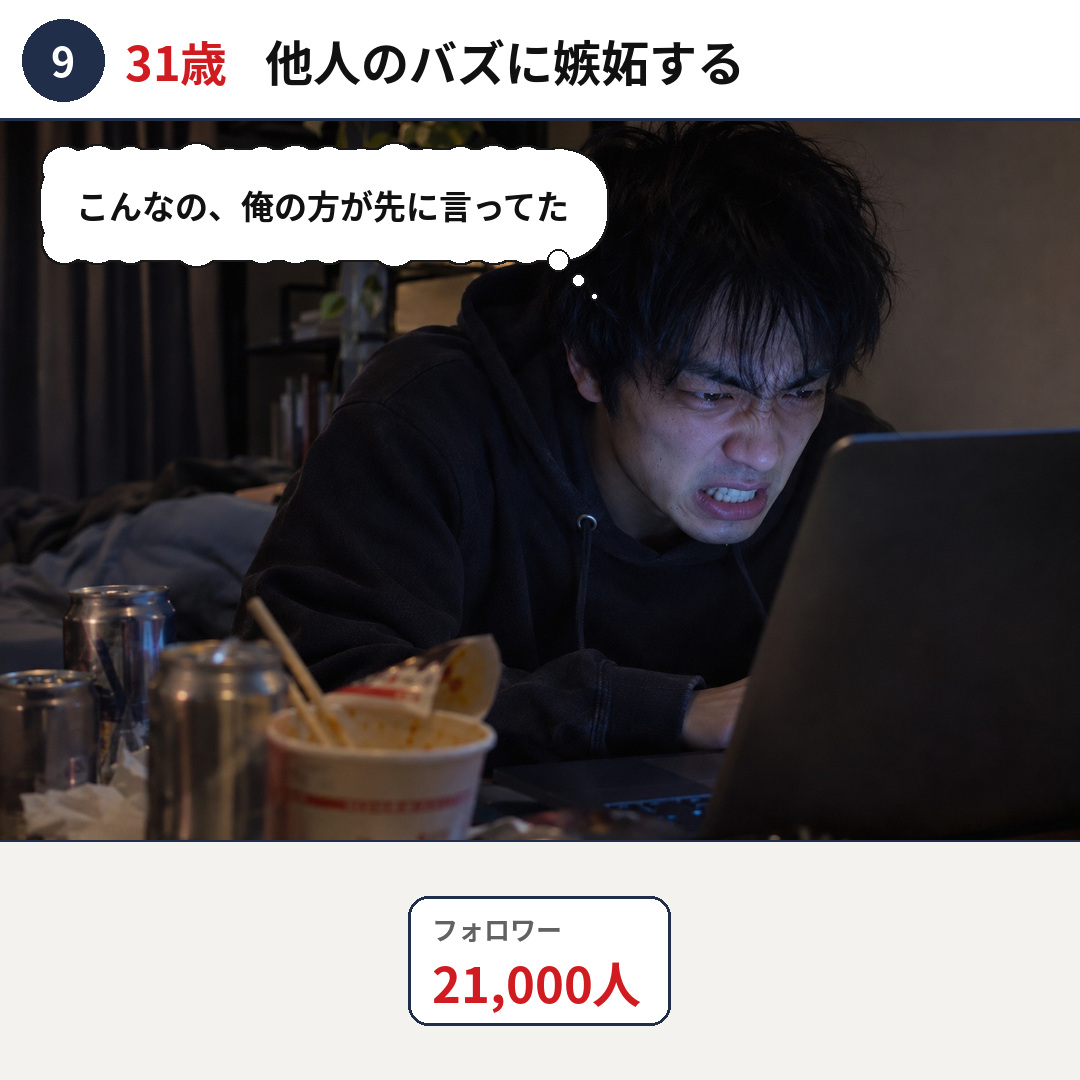 9
31歳 他人のバズに嫉妬する
こんなの、俺の方が先に言ってた
フォロワー
21,000人